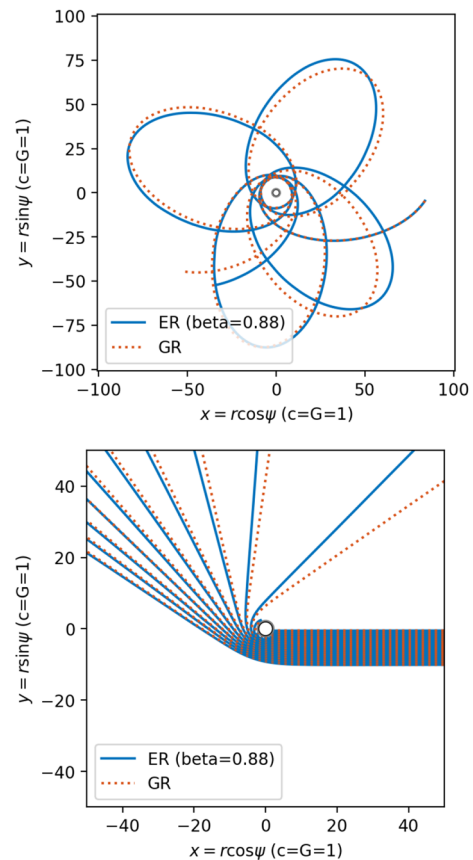 100
75
50
25
0
−25
−50
−75
−100
y = rsinψ (c=G=1)
ER (beta=0.88)
GR
−100 −50 0 50 100
x = rcosψ (c=G=1)
40
20
0
−20
−40
y = rsinψ (c=G=1)
ER (beta=0.88)
GR
−40 −20 0 20 40
x = rcosψ (c=G=1)